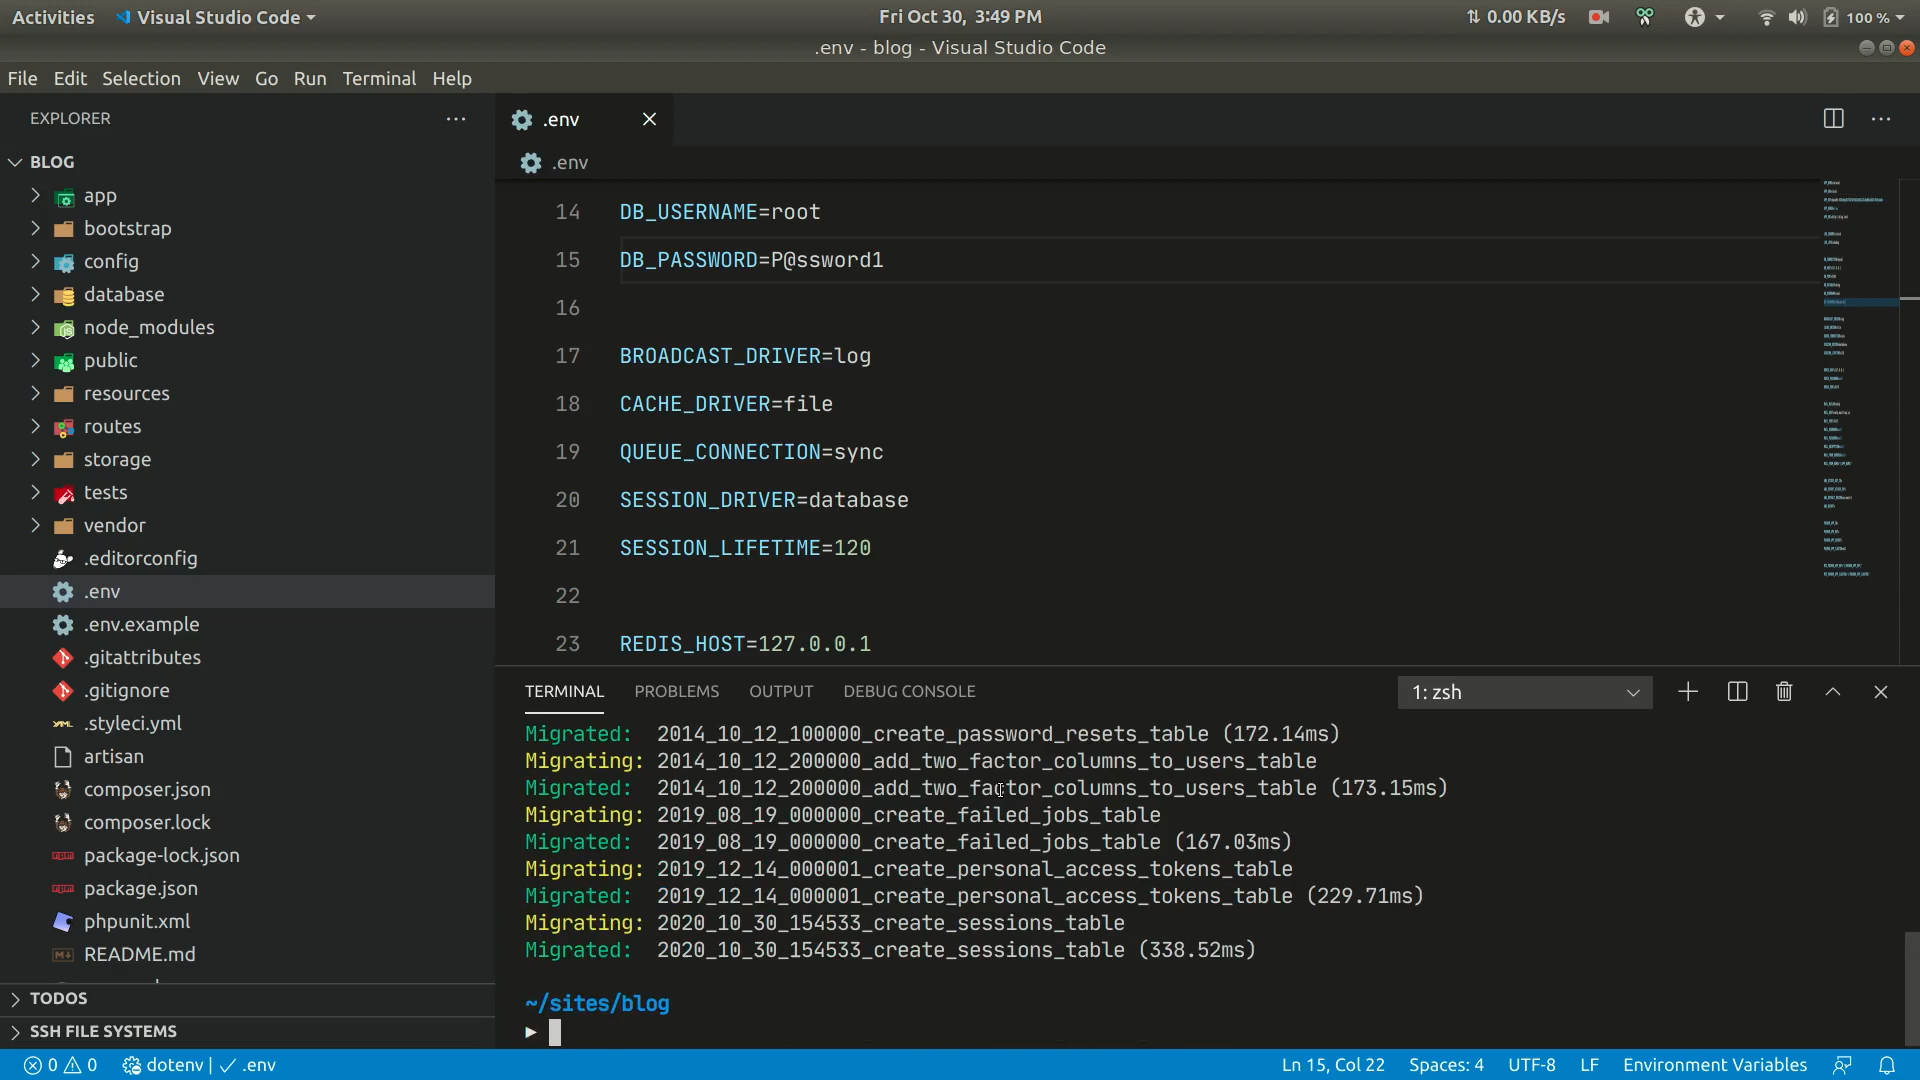 Activities
Visual Studio Code
Fri Oct 30, 3:49 PM
0.00 KB/s
100 %
.env - blog - Visual Studio Code
File Edit Selection View Go Run Terminal Help
EXPLORER
BLOG
app
bootstrap
config
database
node_modules
public
resources
routes
storage
tests
vendor
.editorconfig
.env
.env.example
.gitattributes
.gitignore
.styleci.yml
artisan
composer.json
composer.lock
package-lock.json
package.json
phpunit.xml
README.md
TODOS
SSH FILE SYSTEMS
.env
.env
14 DB_USERNAME=root
15 DB_PASSWORD=P@ssword1
16
17 BROADCAST_DRIVER=log
18 CACHE_DRIVER=file
19 QUEUE_CONNECTION=sync
20 SESSION_DRIVER=database
21 SESSION_LIFETIME=120
22
23 REDIS_HOST=127.0.0.1
TERMINAL PROBLEMS OUTPUT DEBUG CONSOLE
1: zsh
Migrated: 2014_10_12_100000_create_password_resets_table (172.14ms)
Migrating: 2014_10_12_200000_add_two_factor_columns_to_users_table
Migrated: 2014_10_12_200000_add_two_factor_columns_to_users_table (173.15ms)
Migrating: 2019_08_19_000000_create_failed_jobs_table
Migrated: 2019_08_19_000000_create_failed_jobs_table (167.03ms)
Migrating: 2019_12_14_000001_create_personal_access_tokens_table
Migrated: 2019_12_14_000001_create_personal_access_tokens_table (229.71ms)
Migrating: 2020_10_30_154533_create_sessions_table
Migrated: 2020_10_30_154533_create_sessions_table (338.52ms)
~/sites/blog
0 0 dotenv | ✓ .env
Ln 15, Col 22 Spaces: 4 UTF-8 LF Environment Variables